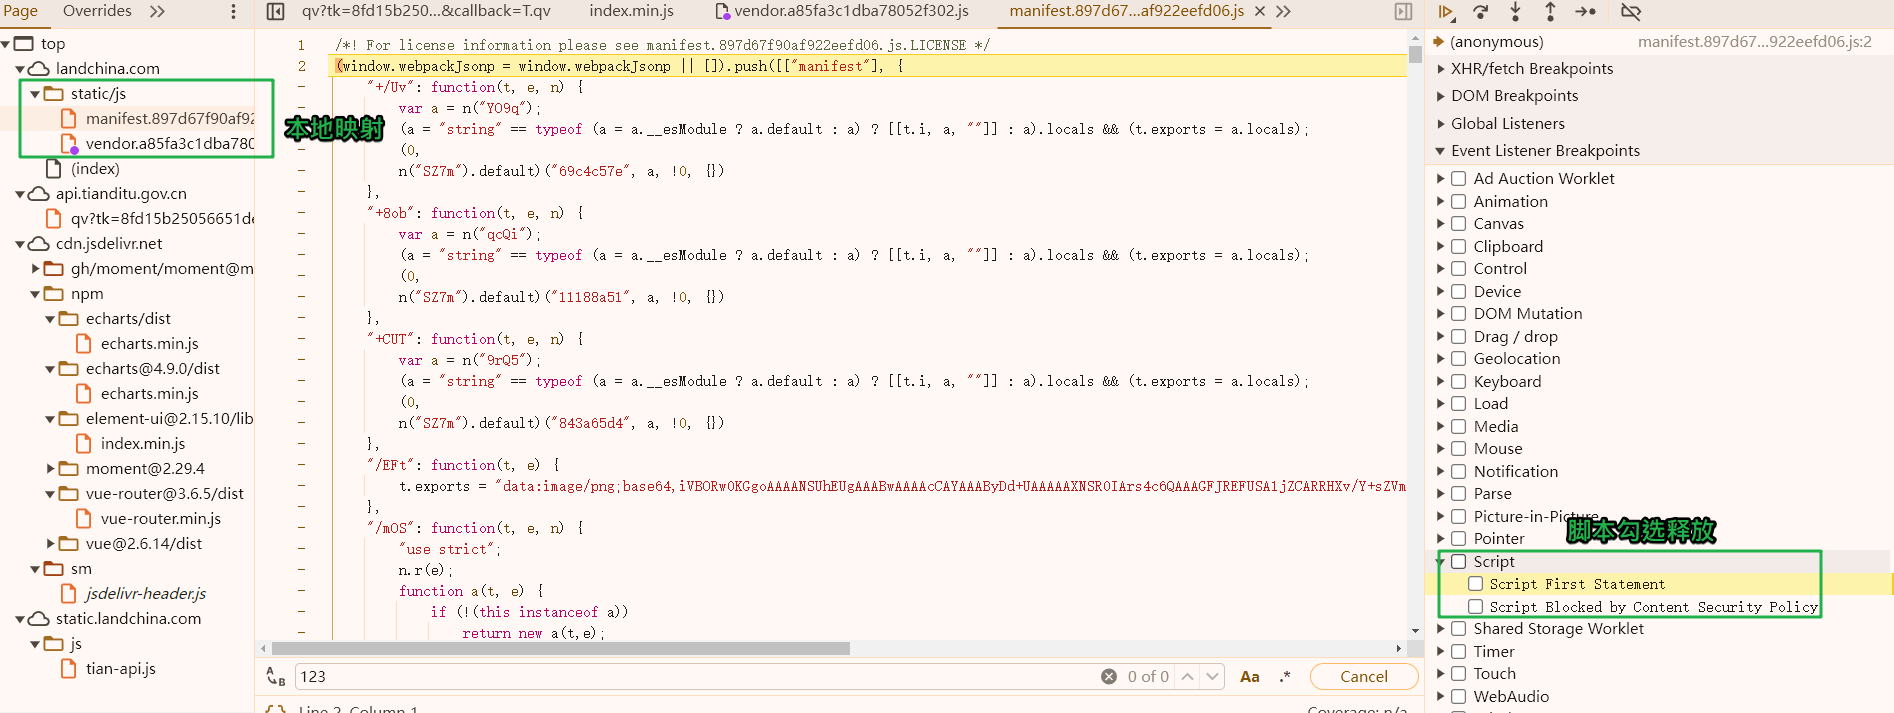 Page Overviews
top
landchina.com
static/js
manifest.897d67f90af92
vendor.a85fa3c1dba780
(index)
api.tianditu.gov.cn
qv?tk=8fd15b25056651de
cdn.jsdelivr.net
gh/moment/moment@m
npm
echarts/dist
echarts.min.js
echarts@4.9.0/dist
echarts.min.js
element-ui@2.15.10/lib
index.min.js
moment@2.29.4
vue-router@3.6.5/dist
vue-router.min.js
vue@2.6.14/dist
sm
jsdelivr-header.js
static.landchina.com
js
tian-api.js
本地映射
qv?tk=8fd15b250...&callback=T.qv index.min.js vendor.a85fa3c1dba78052f302.js manifest.897d67...af922eefd06.js
1 /*! For license information please see manifest.897d67f90af922eefd06.js.LICENSE */
2 (window.webpackJsonp = window.webpackJsonp || []).push([["manifest"], {
- "+/Uv": function(t, e, n) {
- var a = n("YO9q");
- (a = "string" == typeof (a = a.__esModule ? a.default : a) ? [[t.i, a, ""]] : a).locals && (t.exports = a.locals);
- (0,
- n("SZ7m").default)("69c4c57e", a, !0, {})
- },
- "+8ob": function(t, e, n) {
- var a = n("qcQi");
- (a = "string" == typeof (a = a.__esModule ? a.default : a) ? [[t.i, a, ""]] : a).locals && (t.exports = a.locals);
- (0,
- n("SZ7m").default)("11188a51", a, !0, {})
- },
- "+CUT": function(t, e, n) {
- var a = n("9rQ5");
- (a = "string" == typeof (a = a.__esModule ? a.default : a) ? [[t.i, a, ""]] : a).locals && (t.exports = a.locals);
- (0,
- n("SZ7m").default)("843a65d4", a, !0, {})
- },
- "/EFt": function(t, e) {
- t.exports = "data:image/png;base64,iVBORw0KGgoAAAANSUhEUgAAABwAAAAcCAYAAAByDd+UAAAAAXNSR0IArs4c6QAAAGFJREFUSA1jZCARRHXv/Y+sZVm
- },
- "/mOS": function(t, e, n) {
- "use strict";
- n.r(e);
- function a(t, e) {
- if (!(this instanceof a))
- return new a(t,e);
123 0 of 0 Aa .* Cancel
{} Line 2, Column 1 Coverage: n/a
(anonymous) manifest.897d67...922eefd06.js:2
XHR/fetch Breakpoints
DOM Breakpoints
Global Listeners
Event Listener Breakpoints
Ad Auction Worklet
Animation
Canvas
Clipboard
Control
Device
DOM Mutation
Drag / drop
Geolocation
Keyboard
Load
Media
Mouse
Notification
Parse
Picture-in-Picture
脚本勾选释放
Pointer
Script
Script First Statement
Script Blocked by Content Security Policy
Shared Storage Worklet
Timer
Touch
WebAudio